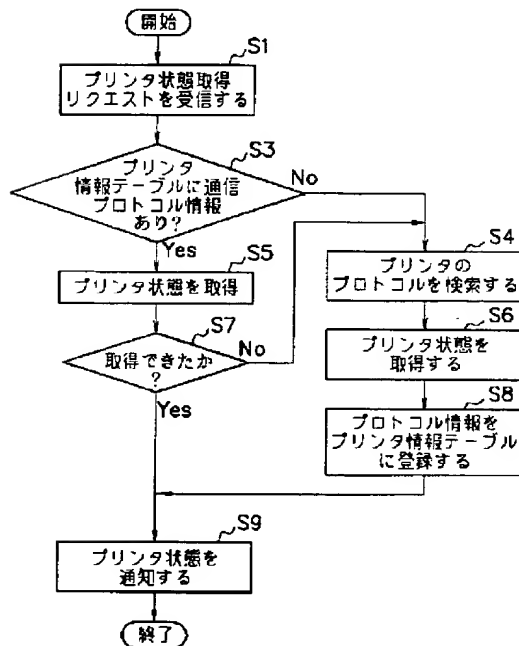 開始
S1
プリンタ状態取得
リクエストを受信する
S3
プリンタ
情報テーブルに通信
プロトコル情報
あり?
No
Yes
S5
プリンタ状態を取得
S7
取得できたか
?
No
Yes
S4
プリンタの
プロトコルを検索する
S6
プリンタ状態を
取得する
S8
プロトコル情報を
プリンタ情報テーブル
に登録する
S9
プリンタ状態を
通知する
終了